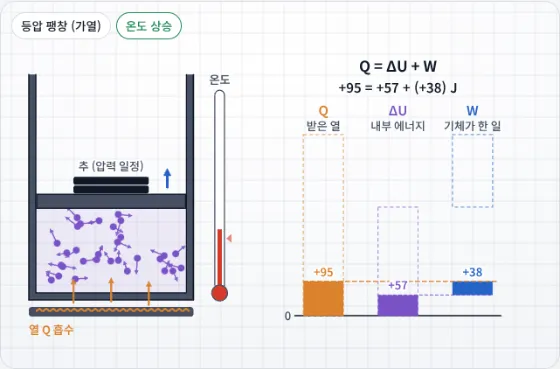 등압 팽창 (가열)
온도 상승
온도
추 (압력 일정)
열 Q 흡수
Q = ΔU + W
+95 = +57 + (+38) J
Q
받은 열
ΔU
내부 에너지
W
기체가 한 일
+95
+57
+38
0